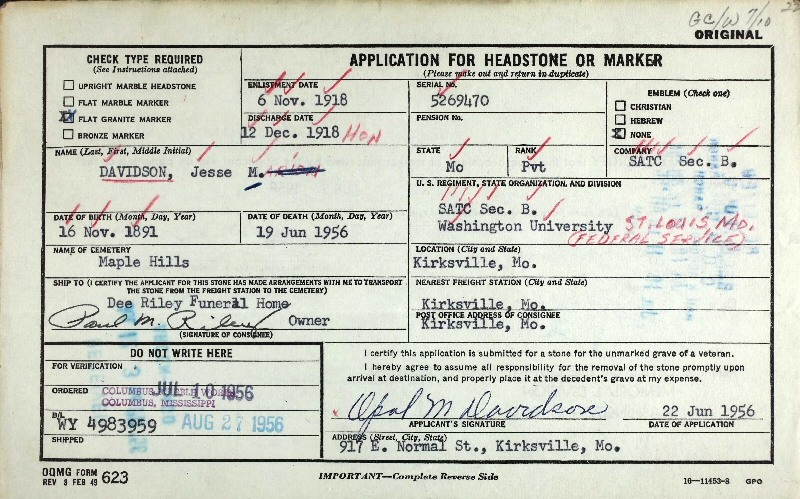 GC/W 7/10
22
ORIGINAL
CHECK TYPE REQUIRED
(See Instructions attached)
UPRIGHT MARBLE HEADSTONE
FLAT MARBLE MARKER
FLAT GRANITE MARKER
BRONZE MARKER
APPLICATION FOR HEADSTONE OR MARKER
(Please make out and return in duplicate)
ENLISTMENT DATE
6 Nov. 1918
DISCHARGE DATE
12 Dec. 1918 HON
SERIAL No.
5269470
PENSION No.
EMBLEM (Check one)
CHRISTIAN
HEBREW
NONE
NAME (Last, First, Middle Initial)
DAVIDSON, Jesse M.
STATE
Mo
RANK
Pvt
COMPANY
SATC Sec. B.
U. S. REGIMENT, STATE ORGANIZATION, AND DIVISION
SATC Sec. B.
Washington University ST. LOUIS, MO.
(FEDERAL SERVICE)
DATE OF BIRTH (Month, Day, Year)
16 Nov. 1891
DATE OF DEATH (Month, Day, Year)
19 Jun 1956
NAME OF CEMETERY
Maple Hills
LOCATION (City and State)
Kirksville, Mo.
SHIP TO (I CERTIFY THE APPLICANT FOR THIS STONE HAS MADE ARRANGEMENTS WITH ME TO TRANSPORT
THE STONE FROM THE FREIGHT STATION TO THE CEMETERY)
Dee Riley Funeral Home
Paul M. Riley Owner
(SIGNATURE OF CONSIGNEE)
NEAREST FREIGHT STATION (City and State)
Kirksville, Mo.
POST OFFICE ADDRESS OF CONSIGNEE
Kirksville, Mo.
DO NOT WRITE HERE
FOR VERIFICATION
ORDERED
COLUMBUS MARBLE WORKS
COLUMBUS, MISSISSIPPI
JUL 10 1956
B/L
WY 4983959
AUG 27 1956
SHIPPED
I certify this application is submitted for a stone for the unmarked grave of a veteran.
I hereby agree to assume all responsibility for the removal of the stone promptly upon
arrival at destination, and properly place it at the decedent's grave at my expense.
x Opal M Davidson
22 Jun 1956
APPLICANT'S SIGNATURE
DATE OF APPLICATION
ADDRESS (Street, City, State)
917 E. Normal St., Kirksville, Mo.
OQMG FORM
REV 8 FEB 49 623
IMPORTANT—Complete Reverse Side
16—11453-8 GPO